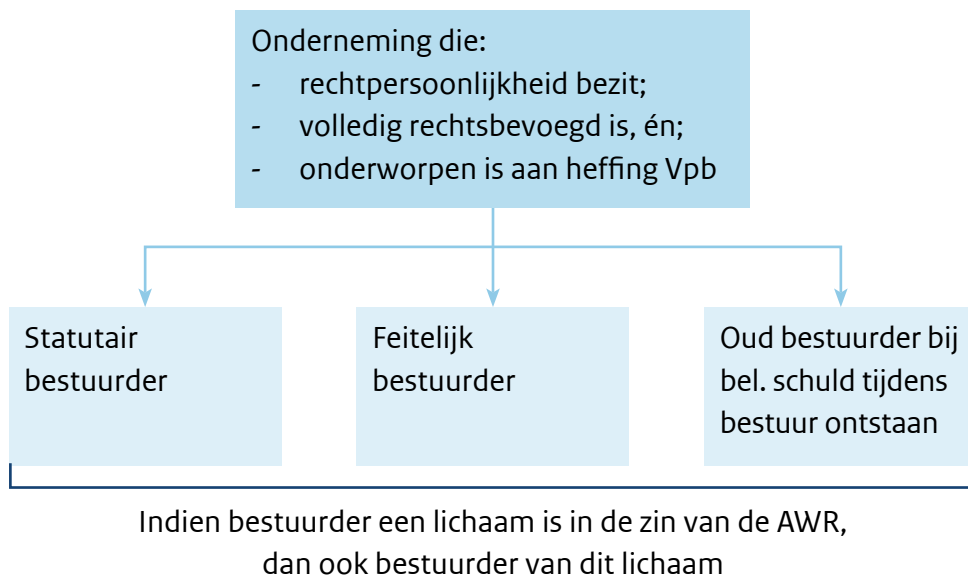 Onderneming die:
- rechtpersoonlijkheid bezit;
- volledig rechtsbevoegd is, én;
- onderworpen is aan heffing Vpb
Statutair
bestuurder
Feitelijk
bestuurder
Oud bestuurder bij
bel. schuld tijdens
bestuur ontstaan
Indien bestuurder een lichaam is in de zin van de AWR,
dan ook bestuurder van dit lichaam